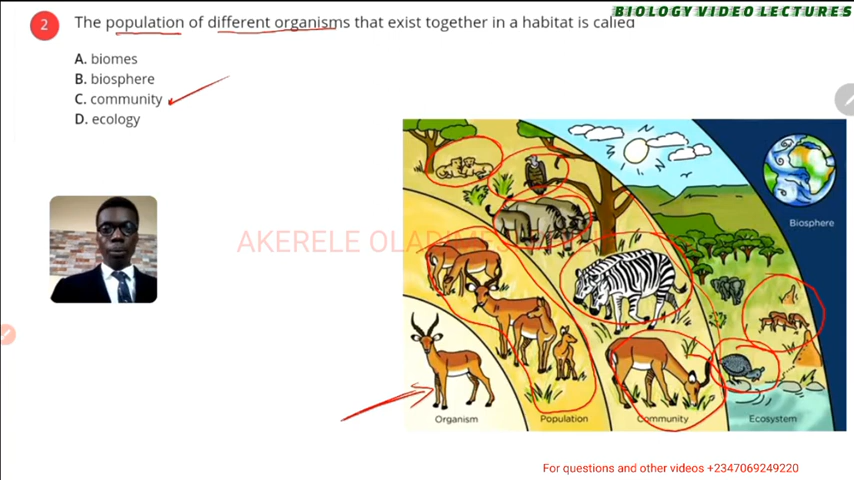 BIOLOGY VIDEO LECTURES
2 The population of different organisms that exist together in a habitat is called
A. biomes
B. biosphere
C. community
D. ecology
Biosphere
AKERELE
Organism
Population
Community
Ecosystem
For questions and other videos +2347069249220